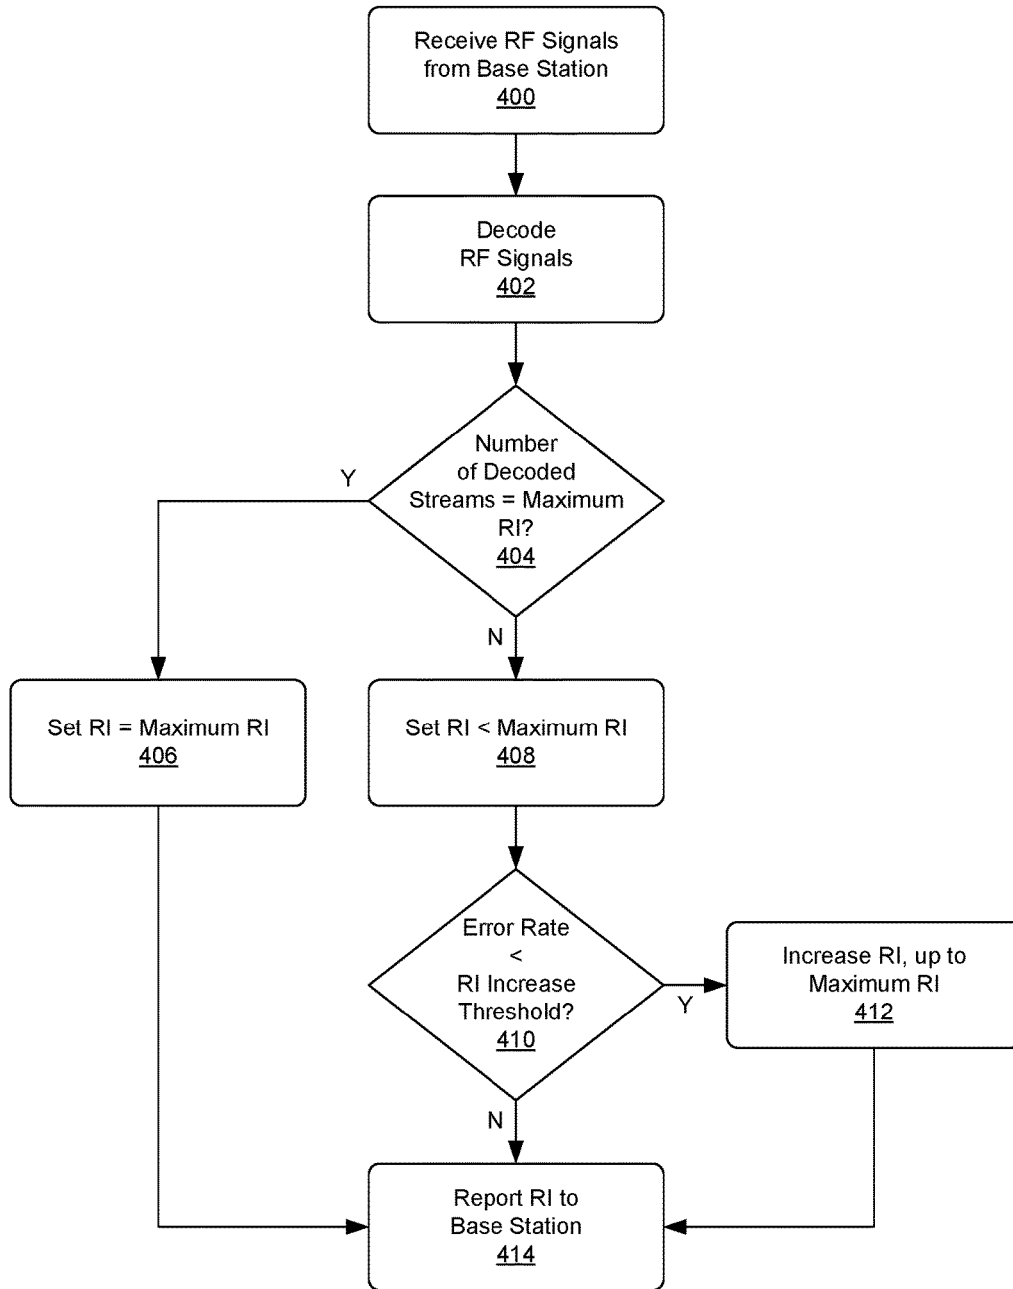 Receive RF Signals
from Base Station
400
Decode
RF Signals
402
Number
of Decoded
Streams = Maximum
RI?
404
Y
N
Set RI = Maximum RI
406
Set RI < Maximum RI
408
Error Rate
<
RI Increase
Threshold?
410
Y
N
Increase RI, up to
Maximum RI
412
Report RI to
Base Station
414